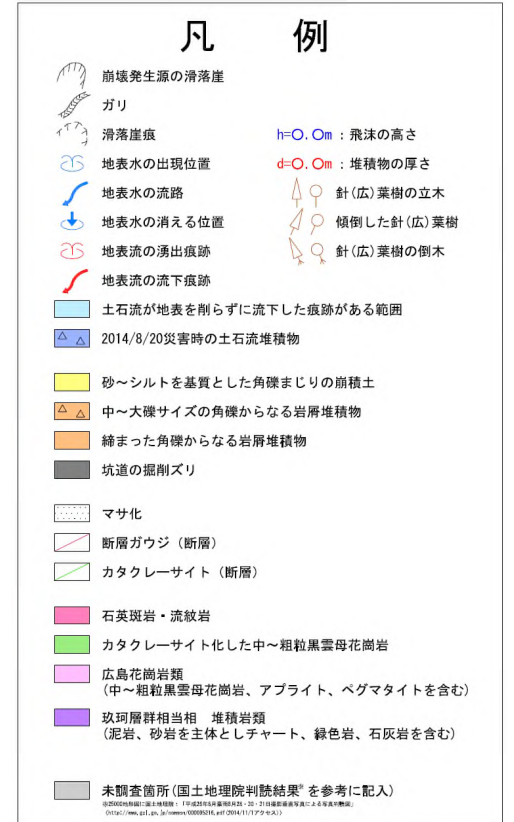 凡 例
崩壊発生源の滑落崖
ガリ
滑落崖痕
h=○.○m : 飛沫の高さ
地表水の出現位置
d=○.○m : 堆積物の厚さ
地表水の流路
針(広)葉樹の立木
地表水の消える位置
傾倒した針(広)葉樹
地表流の湧出痕跡
針(広)葉樹の倒木
地表流の流下痕跡
土石流が地表を削らずに流下した痕跡がある範囲
2014/8/20災害時の土石流堆積物
砂～シルトを基質とした角礫まじりの崩積土
中～大礫サイズの角礫からなる岩屑堆積物
締まった角礫からなる岩屑堆積物
坑道の掘削ズリ
マサ化
断層ガウジ (断層)
カタクレーサイト (断層)
石英斑岩・流紋岩
カタクレーサイト化した中～粗粒黒雲母花崗岩
広島花崗岩類
(中～粗粒黒雲母花崗岩、アプライト、ペグマタイトを含む)
玖珂層群相当相 堆積岩類
(泥岩、砂岩を主体としチャート、緑色岩、石灰岩を含む)
未調査箇所(国土地理院判読結果※を参考に記入)